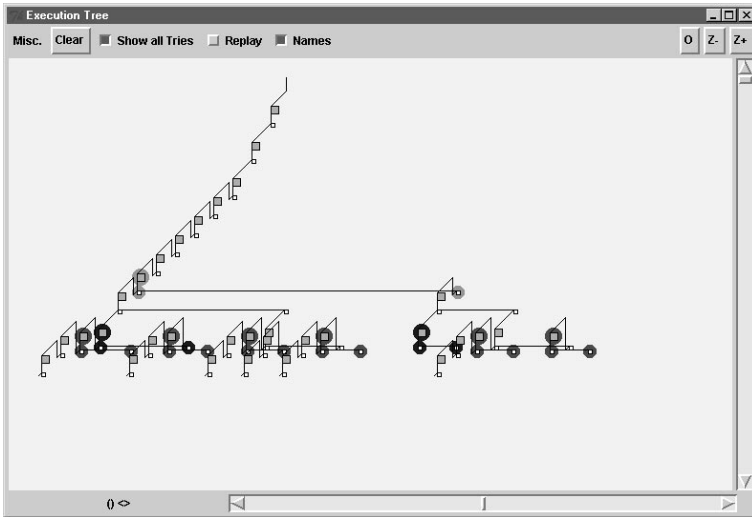 Execution Tree
Misc. Clear Show all Tries Replay Names O Z- Z+
() <>